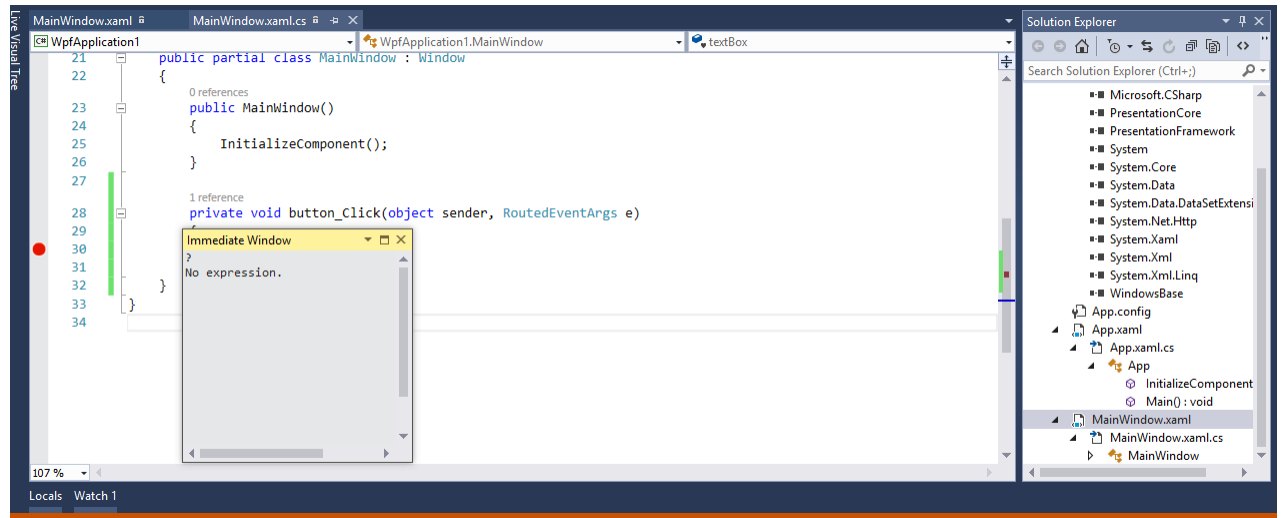 Live Visual Tree
MainWindow.xaml
MainWindow.xaml.cs
WpfApplication1
WpfApplication1.MainWindow
textBox
21 public partial class MainWindow : Window
22 {
0 references
23 public MainWindow()
24 {
25 InitializeComponent();
26 }
27
1 reference
28 private void button_Click(object sender, RoutedEventArgs e)
29
30
31
32 }
33 }
34
Immediate Window
?
No expression.
107 %
Locals Watch 1
Solution Explorer
Search Solution Explorer (Ctrl+;)
Microsoft.CSharp
PresentationCore
PresentationFramework
System
System.Core
System.Data
System.Data.DataSetExtensi
System.Net.Http
System.Xaml
System.Xml
System.Xml.Linq
WindowsBase
App.config
App.xaml
App.xaml.cs
App
InitializeComponent
Main() : void
MainWindow.xaml
MainWindow.xaml.cs
MainWindow